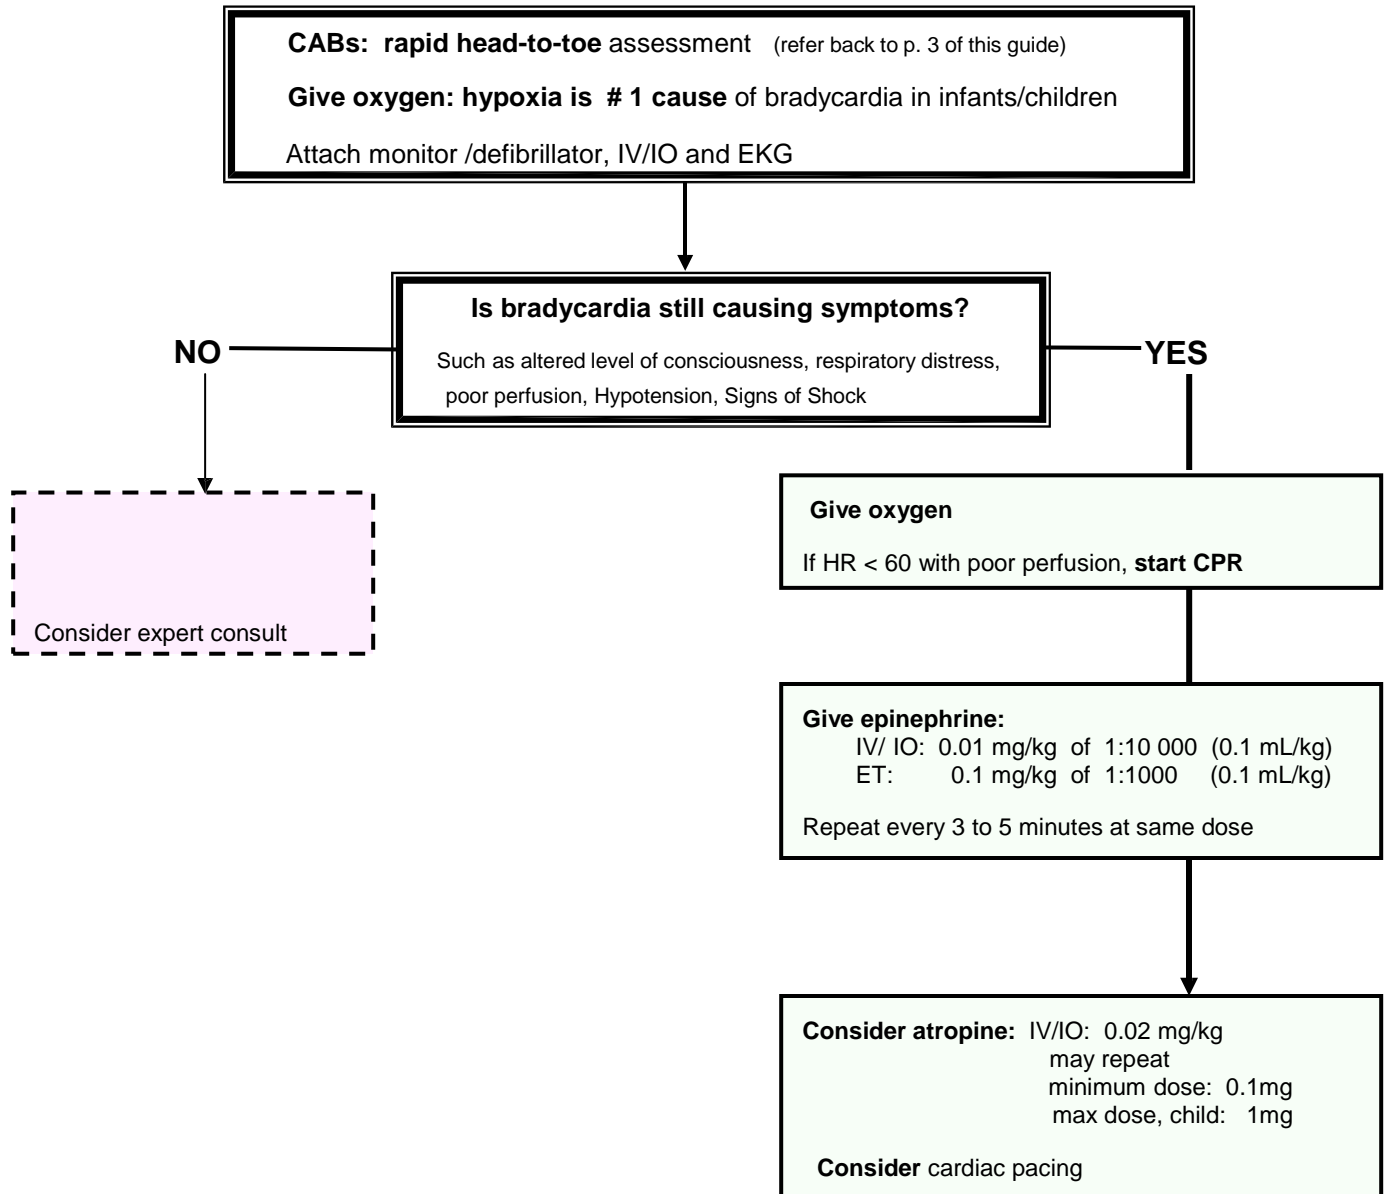 CABs: rapid head-to-toe assessment (refer back to p. 3 of this guide)
Give oxygen: hypoxia is # 1 cause of bradycardia in infants/children
Attach monitor /defibrillator, IV/IO and EKG
Is bradycardia still causing symptoms?
Such as altered level of consciousness, respiratory distress,
poor perfusion, Hypotension, Signs of Shock
NO
YES
Consider expert consult
Give oxygen
If HR < 60 with poor perfusion, start CPR
Give epinephrine:
IV/ IO: 0.01 mg/kg of 1:10 000 (0.1 mL/kg)
ET: 0.1 mg/kg of 1:1000 (0.1 mL/kg)
Repeat every 3 to 5 minutes at same dose
Consider atropine: IV/IO: 0.02 mg/kg
may repeat
minimum dose: 0.1mg
max dose, child: 1mg
Consider cardiac pacing